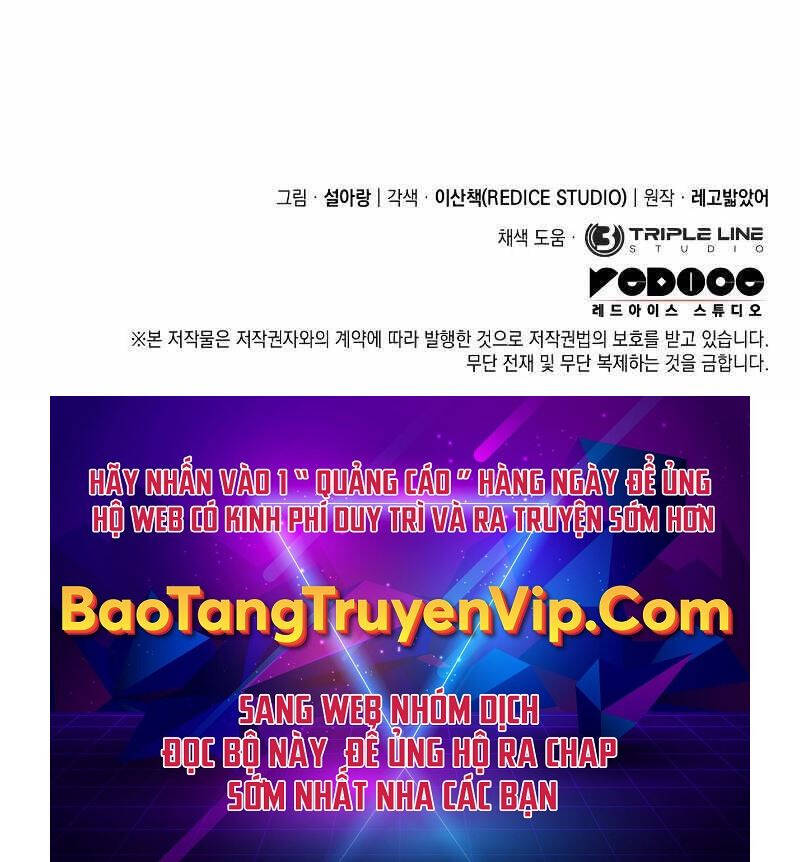 그림 · 설아랑 | 각색 · 이산책(REDICE STUDIO) | 원작 · 레고밟았어
채색 도움 · 3 TRIPLE LINE
STUDIO
redice
레드아이스 스튜디오
※본 저작물은 저작권자와의 계약에 따라 발행한 것으로 저작권법의 보호를 받고 있습니다.
무단 전재 및 무단 복제하는 것을 금합니다.
HÃY NHẤN VÀO 1 “ QUẢNG CÁO ” HÀNG NGÀY ĐỂ ỦNG
HỘ WEB CÓ KINH PHÍ DUY TRÌ VÀ RA TRUYỆN SỚM HƠN
BaoTangTruyenVip.Com
SANG WEB NHÓM DỊCH
ĐỌC BỘ NÀY ĐỂ ỦNG HỘ RA CHAP
SỚM NHẤT NHA CÁC BẠN